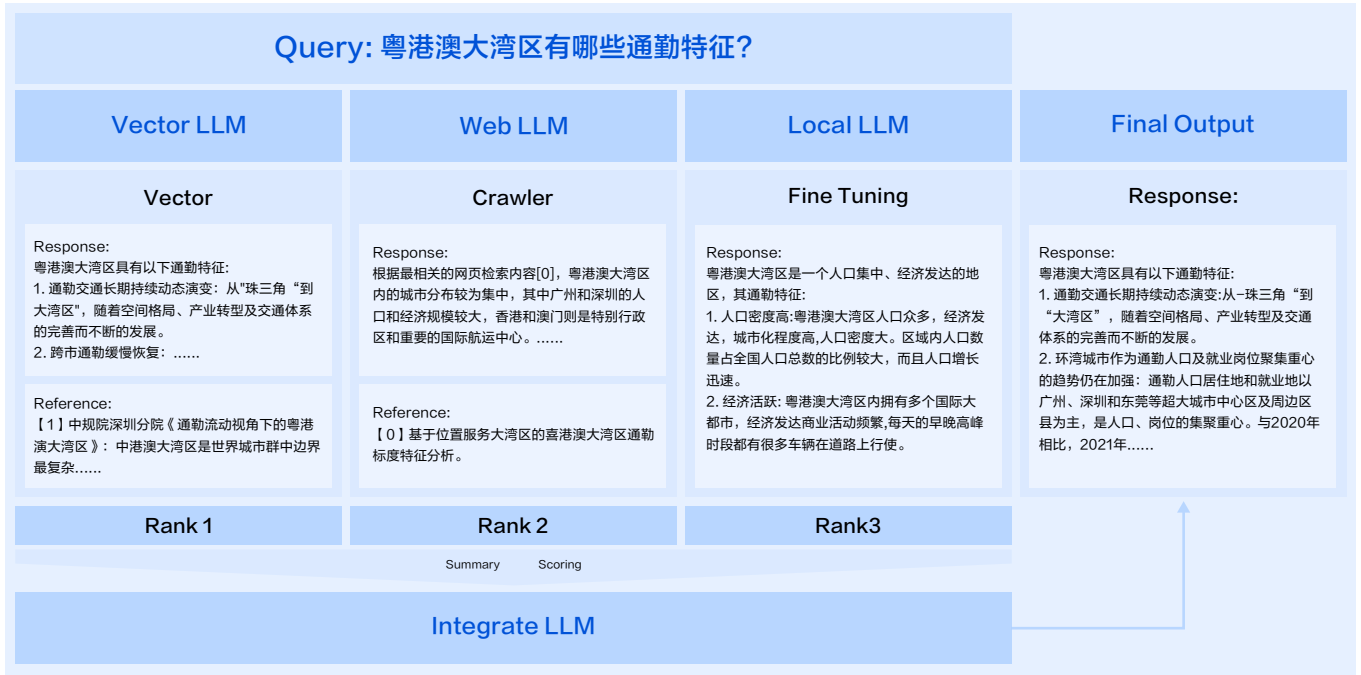 Query: 粤港澳大湾区有哪些通勤特征?
Vector LLM
Vector
Response:
粤港澳大湾区具有以下通勤特征:
1. 通勤交通长期持续动态演变：从"珠三角“到
大湾区"，随着空间格局、产业转型及交通体系
的完善而不断的发展。
2. 跨市通勤缓慢恢复：......
Reference:
【1】中规院深圳分院《通勤流动视角下的粤港
演大湾区》：中港澳大湾区是世界城市群中边界
最复杂......
Rank 1
Web LLM
Crawler
Response:
根据最相关的网页检索内容[0]，粤港澳大湾区
内的城市分布较为集中，其中广州和深圳的人
口和经济规模较大，香港和澳门则是特别行政
区和重要的国际航运中心。......
Reference:
【0】基于位置服务大湾区的喜港澳大湾区通勤
标度特征分析。
Rank 2
Local LLM
Fine Tuning
Response:
粤港澳大湾区是一个人口集中、经济发达的地
区，其通勤特征:
1. 人口密度高:粤港澳大湾区人口众多，经济发
达，城市化程度高,人口密度大。区域内人口数
量占全国人口总数的比例较大，而且人口增长
迅速。
2. 经济活跃: 粤港澳大湾区内拥有多个国际大
都市，经济发达商业活动频繁,每天的早晚高峰
时段都有很多车辆在道路上行使。
Rank3
Summary Scoring
Integrate LLM
Final Output
Response:
Response:
粤港澳大湾区具有以下通勤特征:
1. 通勤交通长期持续动态演变:从-珠三角“到
“大湾区”，随着空间格局、产业转型及交通
体系的完善而不断的发展。
2. 环湾城市作为通勤人口及就业岗位聚集重心
的趋势仍在加强：通勤人口居住地和就业地以
广州、深圳和东莞等超大城市中心区及周边区
县为主，是人口、岗位的集聚重心。与2020年
相比，2021年......